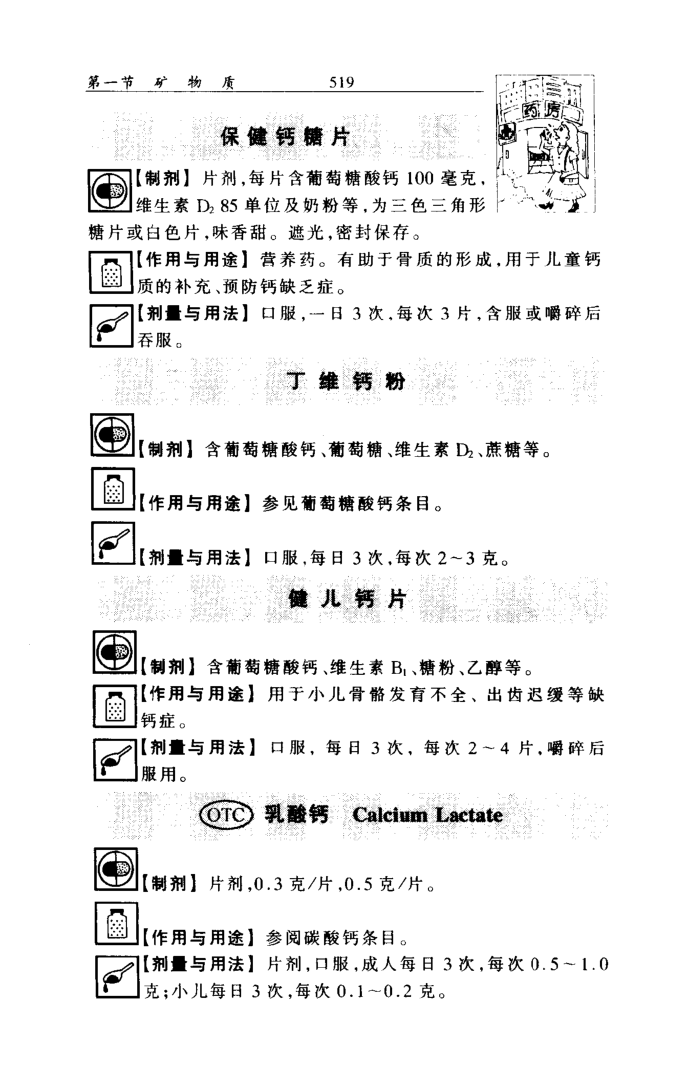 第一节 矿物质 519
药房
保健钙糖片
【制剂】 片剂,每片含葡萄糖酸钙 100 毫克,
维生素 D₂ 85 单位及奶粉等,为三色三角形
糖片或白色片,味香甜。遮光,密封保存。
【作用与用途】 营养药。有助于骨质的形成,用于儿童钙
质的补充、预防钙缺乏症。
【剂量与用法】 口服,一日 3 次,每次 3 片,含服或嚼碎后
吞服。
丁维钙粉
【制剂】 含葡萄糖酸钙、葡萄糖、维生素 D₂、蔗糖等。
【作用与用途】 参见葡萄糖酸钙条目。
【剂量与用法】 口服,每日 3 次,每次 2~3 克。
健儿钙片
【制剂】 含葡萄糖酸钙、维生素 B₁、糖粉、乙醇等。
【作用与用途】 用于小儿骨骼发育不全、出齿迟缓等缺
钙症。
【剂量与用法】 口服, 每日 3 次, 每次 2~4 片,嚼碎后
服用。
OTC 乳酸钙 Calcium Lactate
【制剂】 片剂,0.3 克/片,0.5 克/片。
【作用与用途】 参阅碳酸钙条目。
【剂量与用法】 片剂,口服,成人每日 3 次,每次 0.5~1.0
克;小儿每日 3 次,每次 0.1~0.2 克。